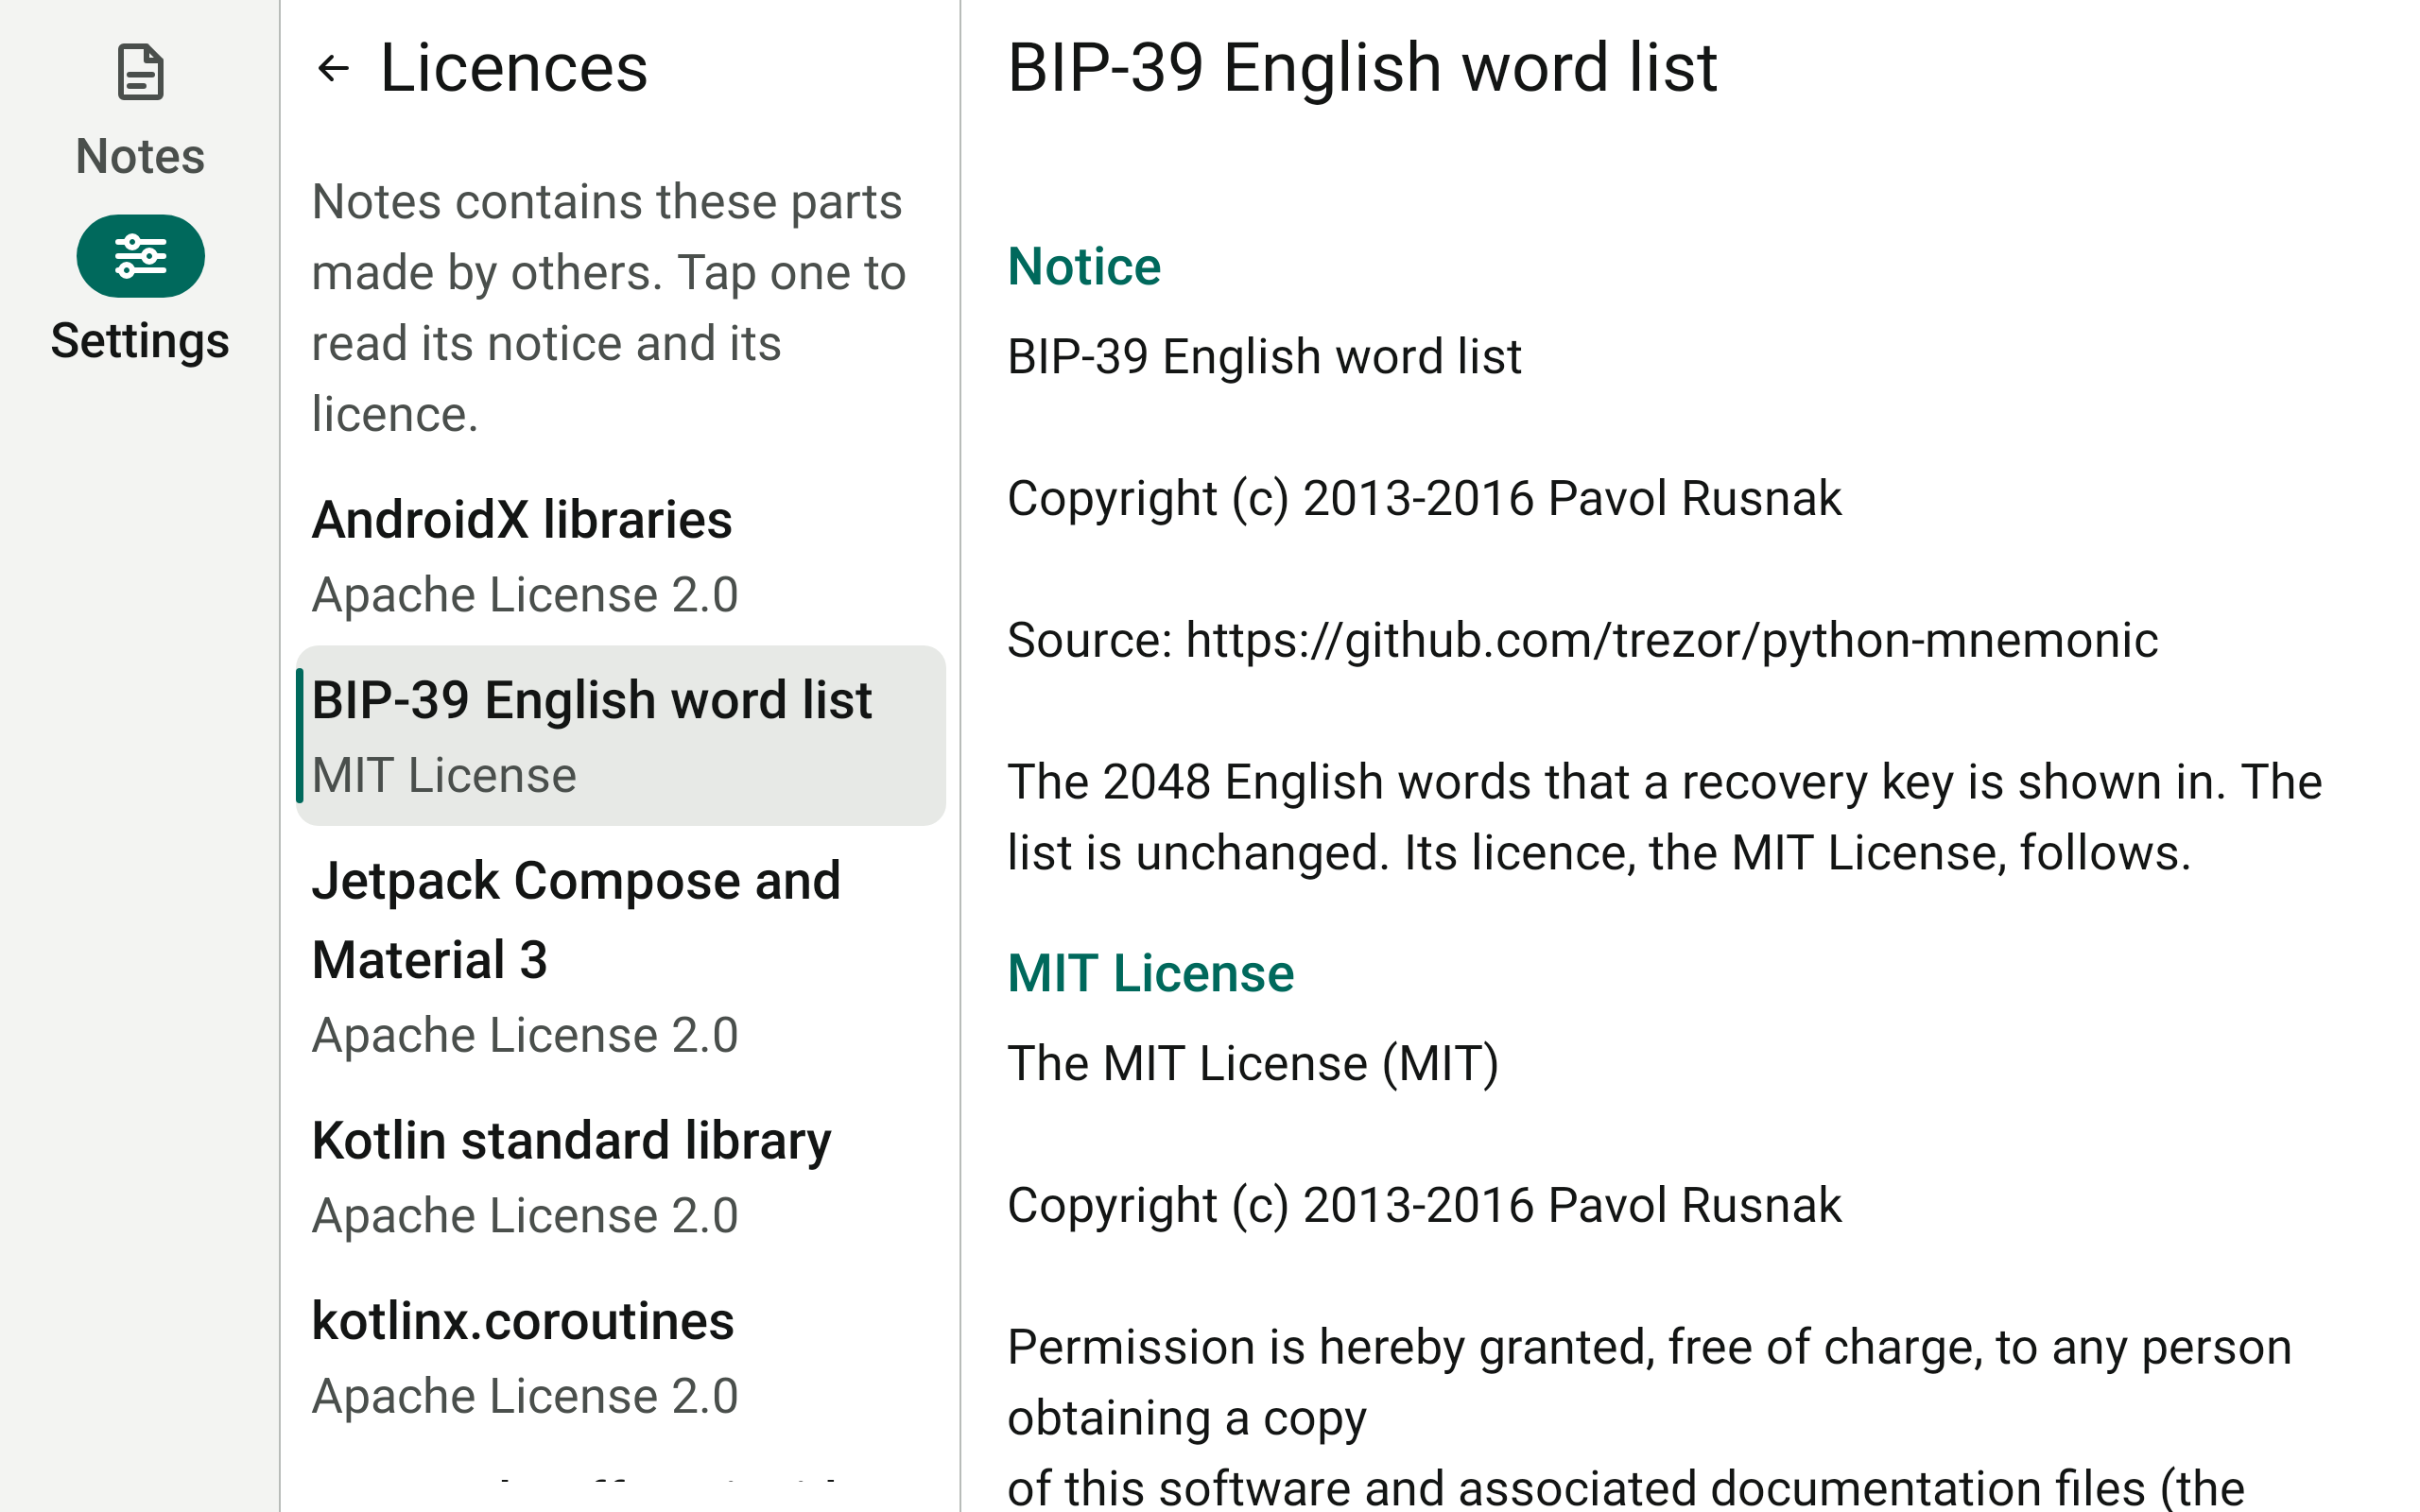 Notes
Settings
Licences
Notes contains these parts
made by others. Tap one to
read its notice and its
licence.
AndroidX libraries
Apache License 2.0
BIP-39 English word list
MIT License
Jetpack Compose and
Material 3
Apache License 2.0
Kotlin standard library
Apache License 2.0
kotlinx.coroutines
Apache License 2.0
BIP-39 English word list
Notice
BIP-39 English word list
Copyright (c) 2013-2016 Pavol Rusnak
Source: https://github.com/trezor/python-mnemonic
The 2048 English words that a recovery key is shown in. The
list is unchanged. Its licence, the MIT License, follows.
MIT License
The MIT License (MIT)
Copyright (c) 2013-2016 Pavol Rusnak
Permission is hereby granted, free of charge, to any person
obtaining a copy
of this software and associated documentation files (the